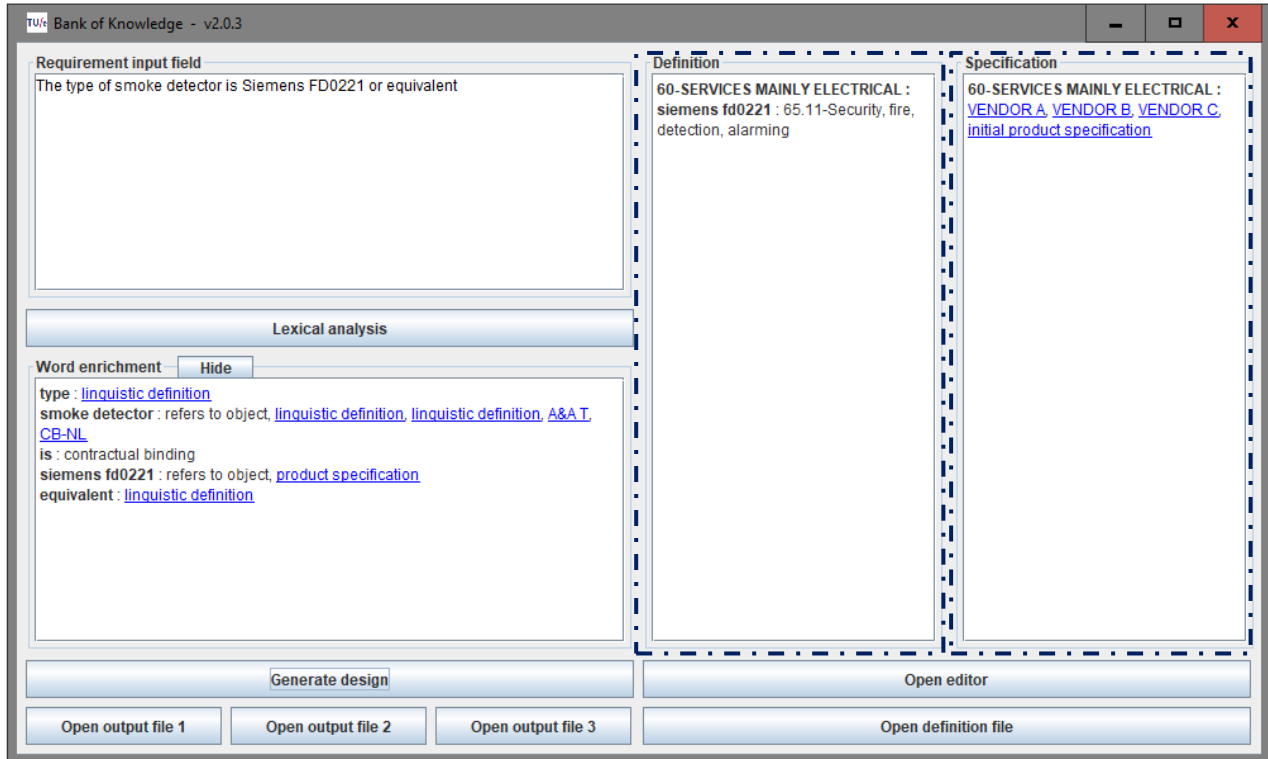 TU/e Bank of Knowledge - v2.0.3
Requirement input field
The type of smoke detector is Siemens FD0221 or equivalent
Lexical analysis
Word enrichment Hide
type : linguistic definition
smoke detector : refers to object, linguistic definition, linguistic definition, A&A T,
CB-NL
is : contractual binding
siemens fd0221 : refers to object, product specification
equivalent : linguistic definition
Generate design
Open output file 1 Open output file 2 Open output file 3
Definition
60-SERVICES MAINLY ELECTRICAL :
siemens fd0221 : 65.11-Security, fire,
detection, alarming
Specification
60-SERVICES MAINLY ELECTRICAL :
VENDOR A, VENDOR B, VENDOR C,
initial product specification
Open editor
Open definition file